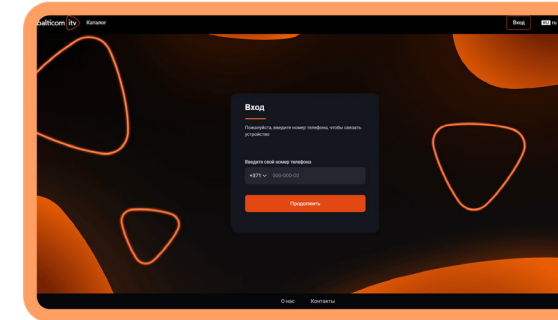 balticom itv Каталог Вход RU ru
Вход
Пожалуйста, введите номер телефона, чтобы связать
устройство
Введите свой номер телефона
+371 000-000-00
Продолжить
О нас Контакты